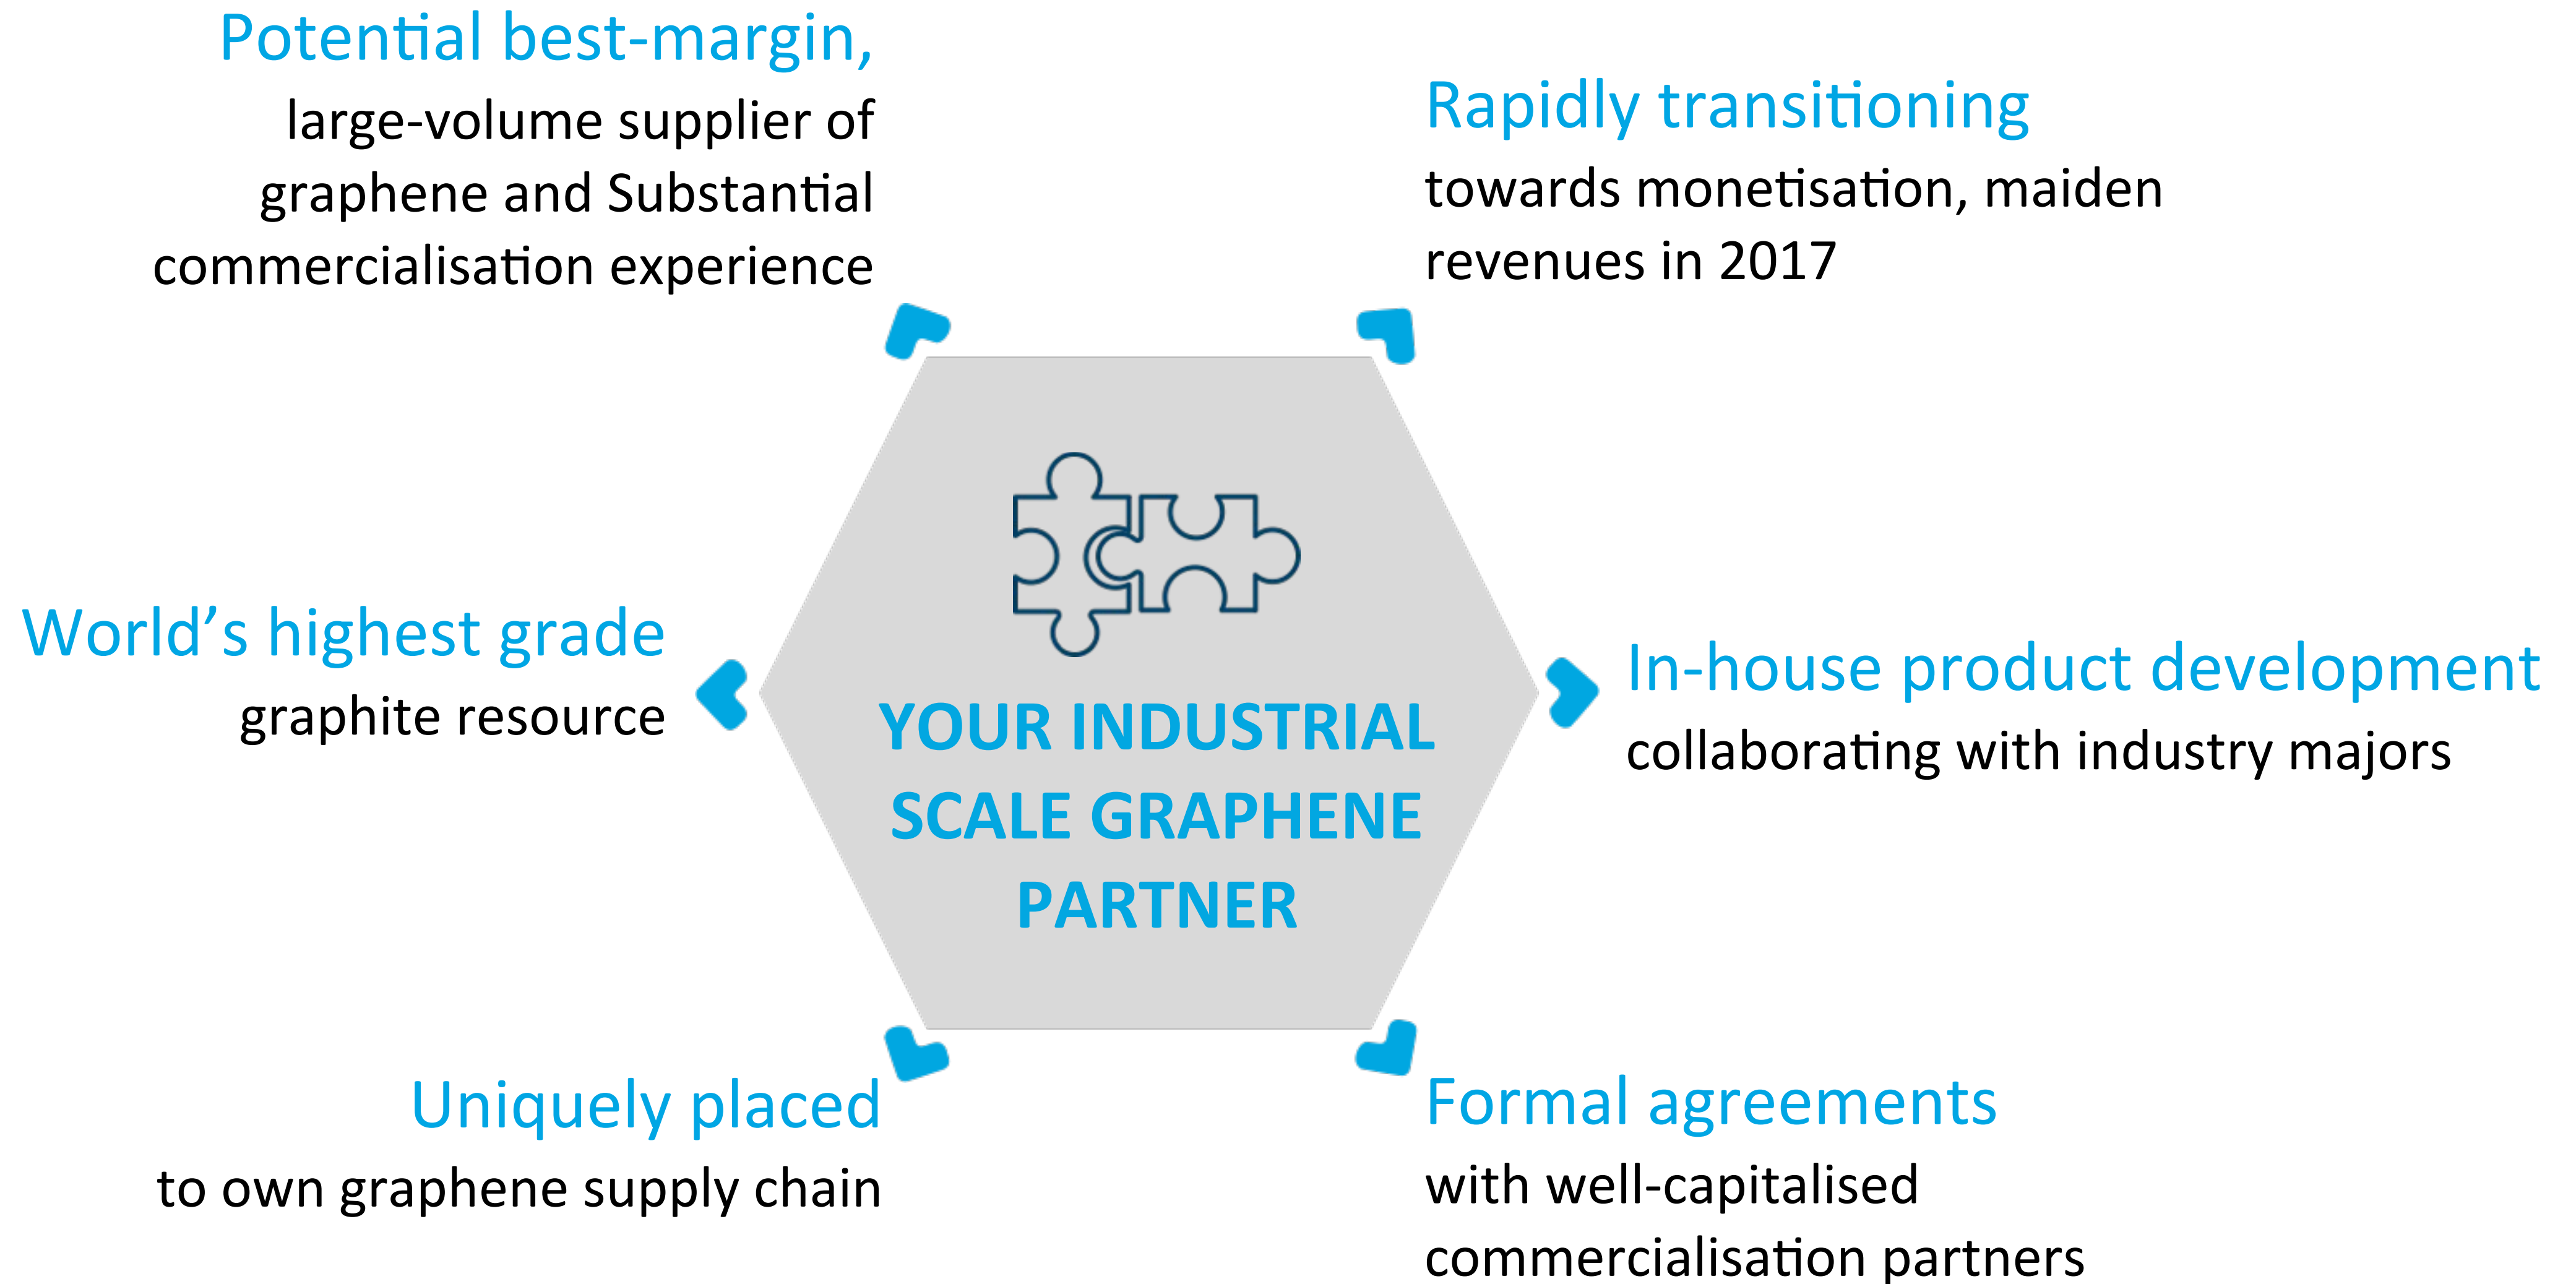 Potential best-margin,
large-volume supplier of
graphene and Substantial
commercialisation experience
Rapidly transitioning
towards monetisation, maiden
revenues in 2017
World’s highest grade
graphite resource
YOUR INDUSTRIAL
SCALE GRAPHENE
PARTNER
In-house product development
collaborating with industry majors
Uniquely placed
to own graphene supply chain
Formal agreements
with well-capitalised
commercialisation partners